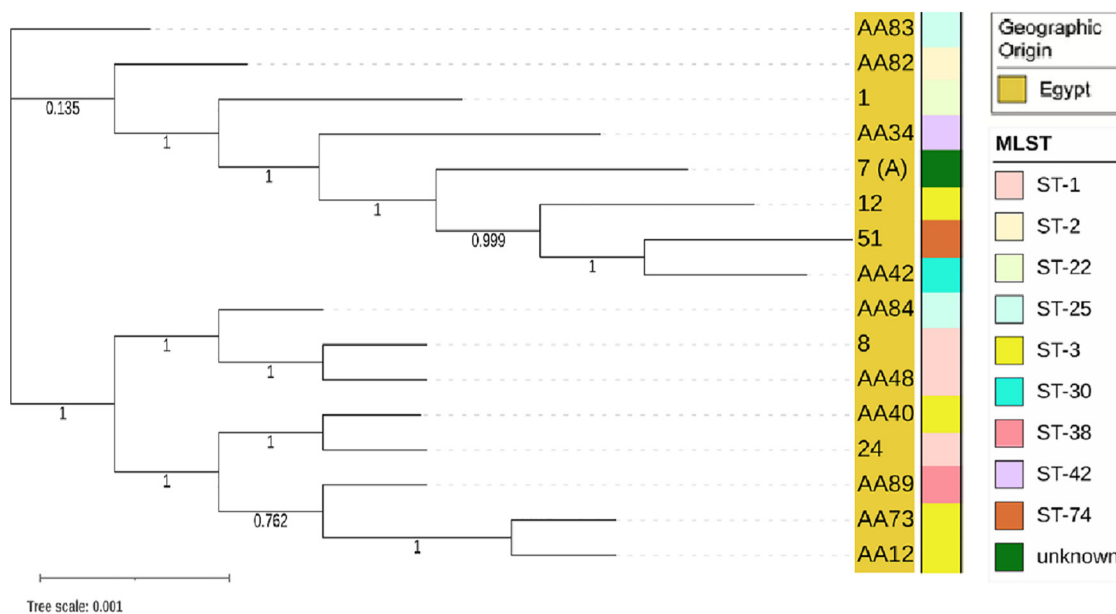 AA83
AA82
0.135
1
1
AA34
1
7 (A)
1
12
0.999
51
1
AA42
AA84
1
8
1
AA48
1
AA40
1
24
1
AA89
0.762
AA73
1
AA12
Tree scale: 0.001
Geographic
Origin
Egypt
MLST
ST-1
ST-2
ST-22
ST-25
ST-3
ST-30
ST-38
ST-42
ST-74
unknown